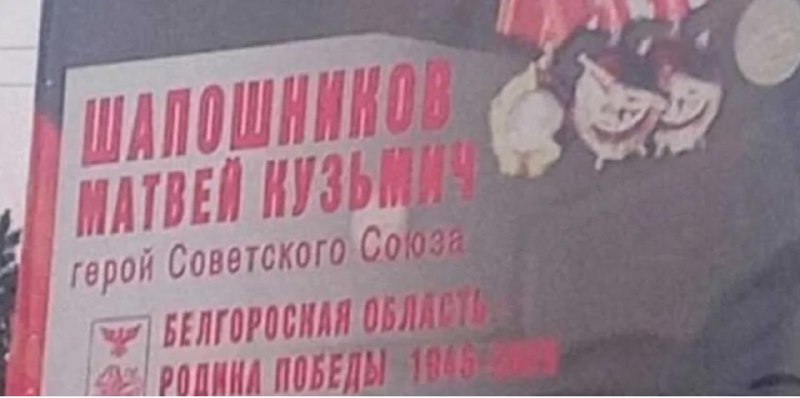 ШАПОШНИКОВ
МАТВЕЙ КУЗЬМИЧ
герой Советского Союза
БЕЛГОРОСКАЯ ОБЛАСТЬ
РОДИНА ПОБЕДЫ